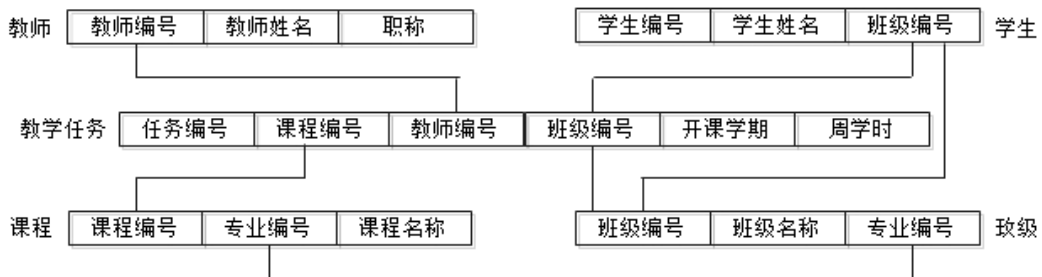 教师 教师编号 教师姓名 职称 学生编号 学生姓名 班级编号 学生
教学任务 任务编号 课程编号 教师编号 班级编号 开课学期 周学时
课程 课程编号 专业编号 课程名称 班级编号 班级名称 专业编号 玫级